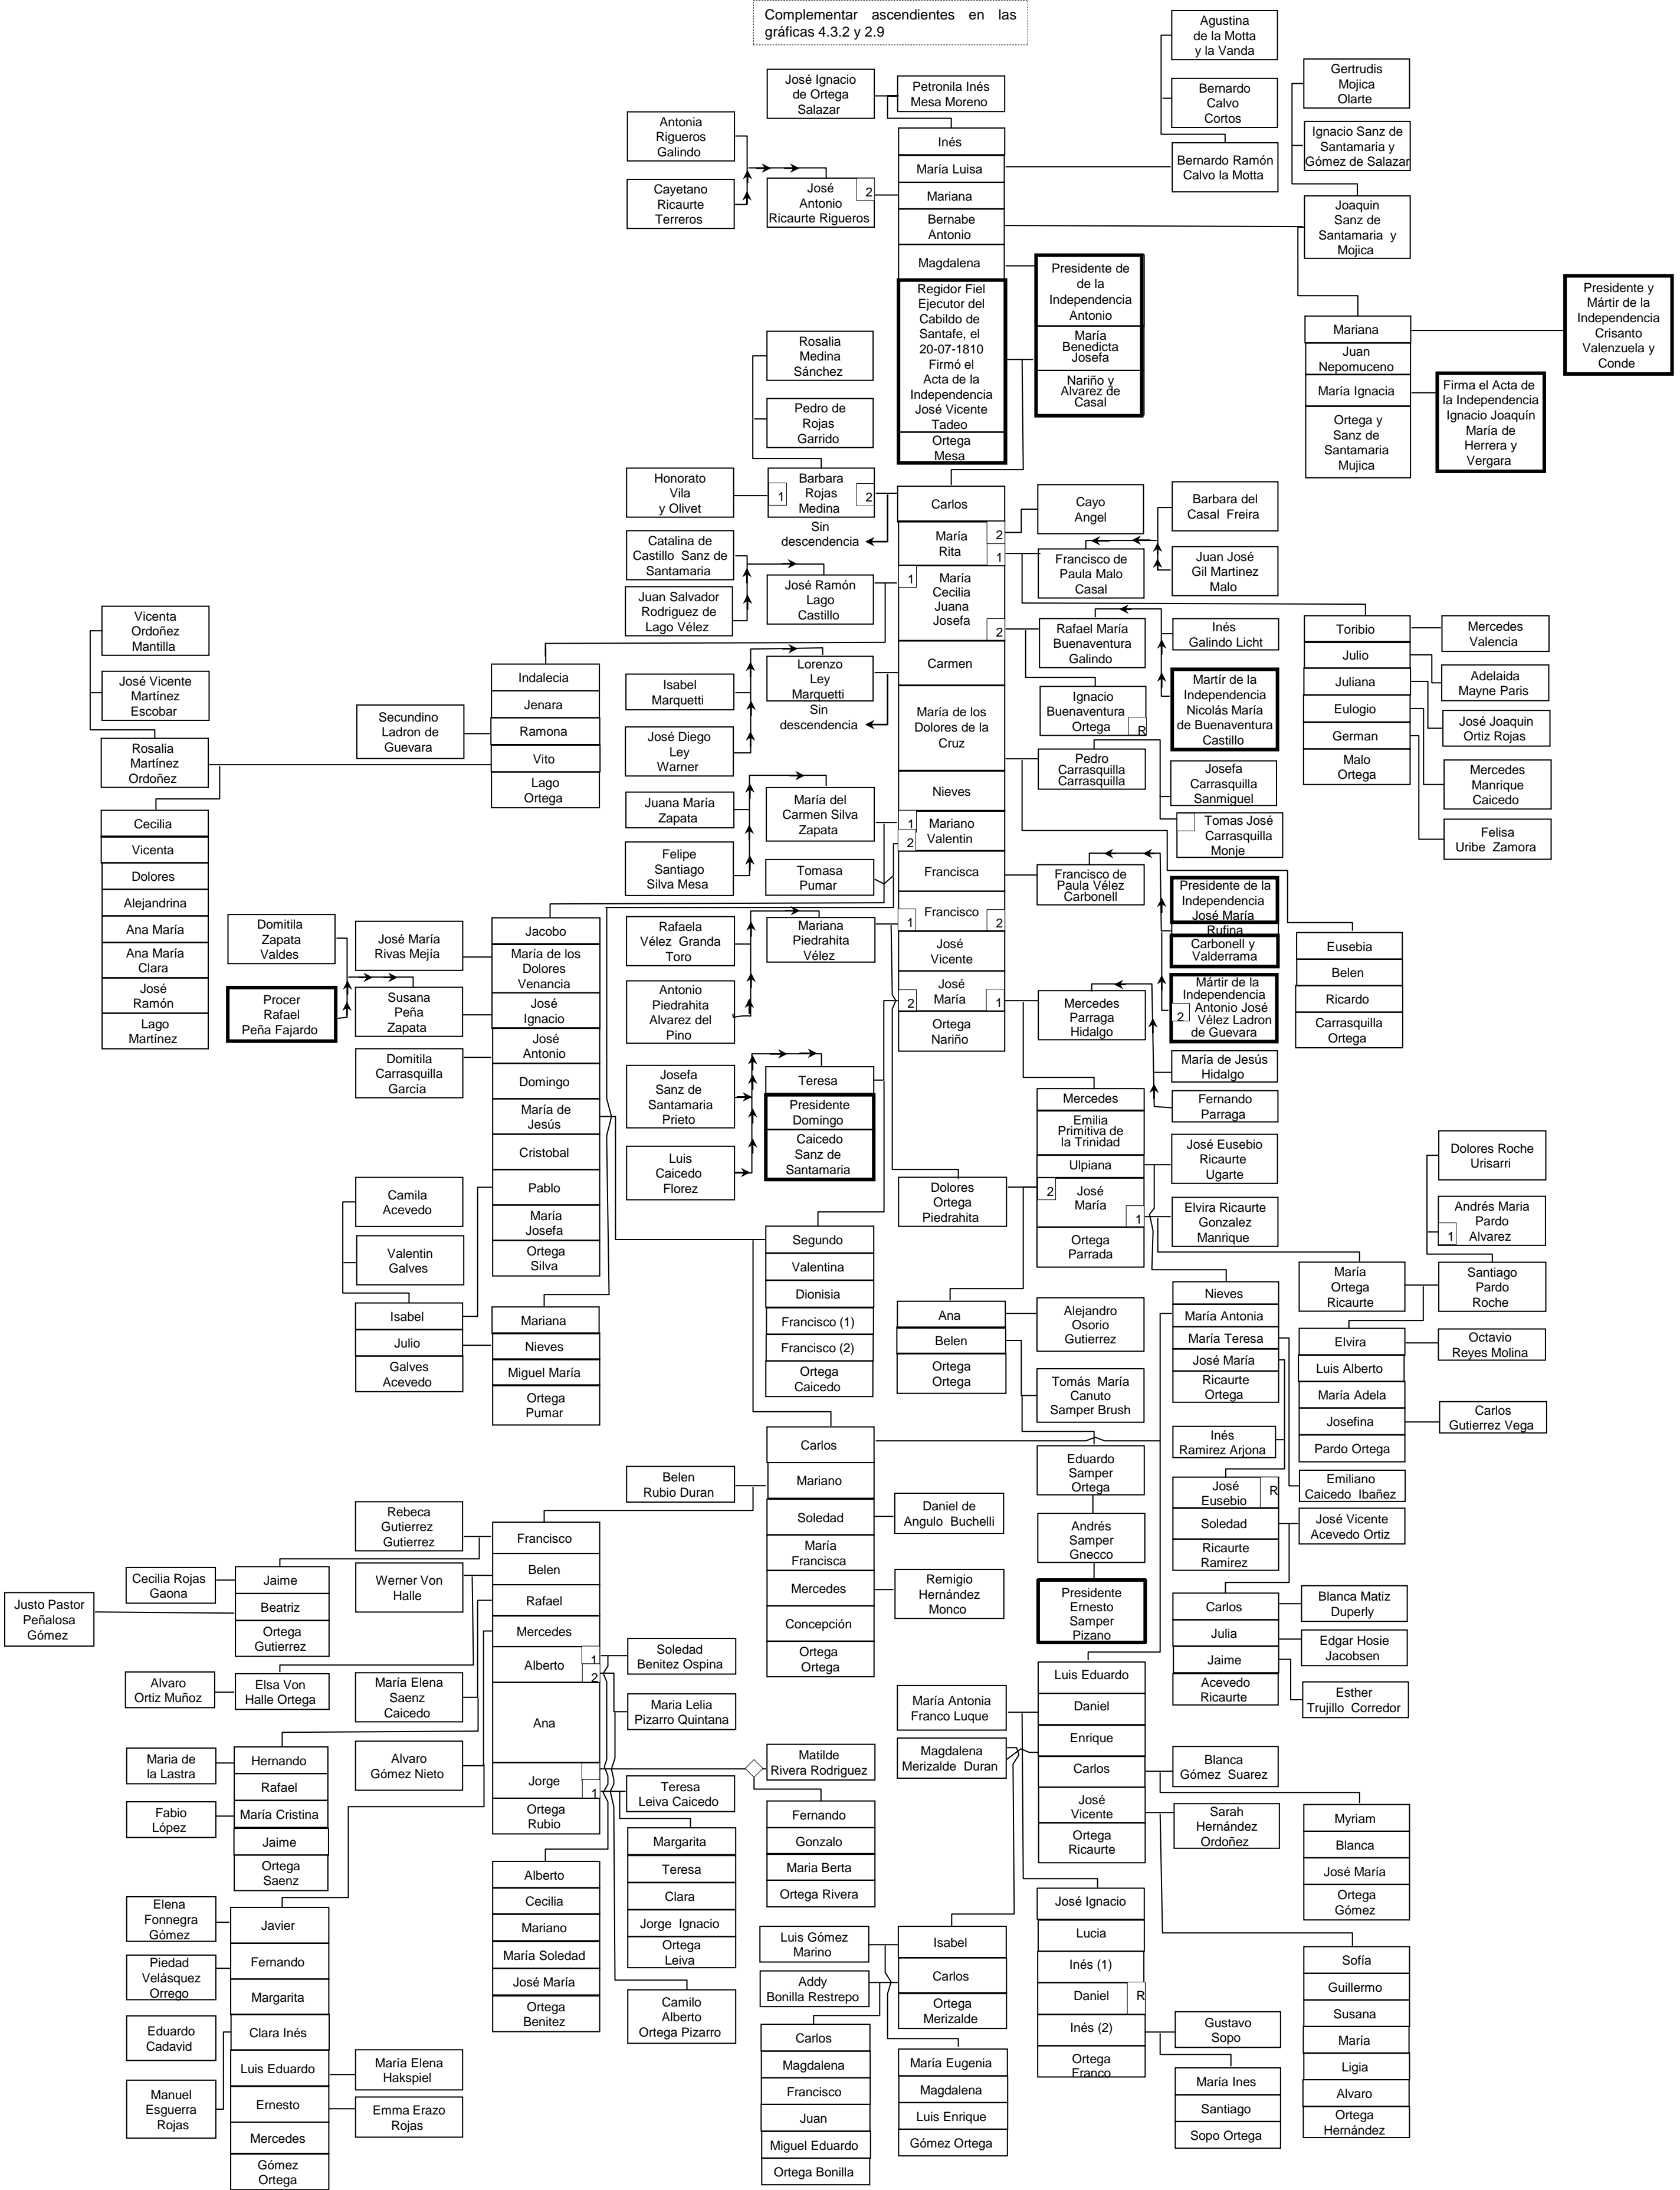 Complementar ascendientes en las
gráficas 4.3.2 y 2.9
Agustina
de la Motta
y la Vanda
José Ignacio
de Ortega
Salazar
Petronila Inés
Mesa Moreno
Bernardo
Calvo
Cortos
Gertrudis
Mojica
Olarte
Antonia
Rigueros
Galindo
Inés
María Luisa
Mariana
Bernabe
Antonio
Magdalena
Regidor Fiel
Ejecutor del
Cabildo de
Santafe, el
20-07-1810
Firmó el
Acta de la
Independencia
José Vicente
Tadeo
Ortega
Mesa
Bernardo Ramón
Calvo la Motta
Ignacio Sanz de
Santamaria y
Gómez de Salazar
Cayetano
Ricaurte
Terreros
José
Antonio
Ricaurte Rigueros
2
Joaquin
Sanz de
Santamaria y
Mojica
Presidente de
de la
Independencia
Antonio
María
Benedicta
Josefa
Nariño y
Alvarez de
Casal
Presidente y
Mártir de la
Independencia
Crisanto
Valenzuela y
Conde
Mariana
Juan
Nepomuceno
María Ignacia
Ortega y
Sanz de
Santamaria
Mujica
Firma el Acta de
la Independencia
Ignacio Joaquín
María de
Herrera y
Vergara
Rosalia
Medina
Sánchez
Pedro de
Rojas
Garrido
Honorato
Vila
y Olivet
1
Barbara
Rojas
Medina
2
Sin
descendencia
Carlos
María
Rita
2
1
1
María
Cecilia
Juana
Josefa
2
Carmen
María de los
Dolores de la
Cruz
Nieves
1
2
Mariano
Valentin
Francisca
1
Francisco
2
José
Vicente
2
José
María
1
Ortega
Nariño
Cayo
Angel
Barbara del
Casal Freira
Francisco de
Paula Malo
Casal
Juan José
Gil Martinez
Malo
Catalina de
Castillo Sanz de
Santamaria
Juan Salvador
Rodriguez de
Lago Vélez
José Ramón
Lago
Castillo
Rafael María
Buenaventura
Galindo
Inés
Galindo Licht
Martír de la
Independencia
Nicolás María
de Buenaventura
Castillo
Ignacio
Buenaventura
Ortega
R
Toribio
Julio
Juliana
Eulogio
German
Malo
Ortega
Mercedes
Valencia
Adelaida
Mayne Paris
José Joaquin
Ortiz Rojas
Mercedes
Manrique
Caicedo
Felisa
Uribe Zamora
Vicenta
Ordoñez
Mantilla
José Vicente
Martínez
Escobar
Rosalia
Martínez
Ordoñez
Secundino
Ladron de
Guevara
Indalecia
Jenara
Ramona
Vito
Lago
Ortega
Isabel
Marquetti
José Diego
Ley
Warner
Lorenzo
Ley
Marquetti
Sin
descendencia
Pedro
Carrasquilla
Carrasquilla
Josefa
Carrasquilla
Sanmiguel
Tomas José
Carrasquilla
Monje
Cecilia
Vicenta
Dolores
Alejandrina
Ana María
Ana María
Clara
José
Ramón
Lago
Martínez
Juana María
Zapata
Felipe
Santiago
Silva Mesa
María del
Carmen Silva
Zapata
Tomasa
Pumar
Francisco de
Paula Vélez
Carbonell
Presidente de la
Independencia
José María
Rufina
Carbonell y
Valderrama
Mártir de la
Independencia
2
Antonio José
Vélez Ladron
de Guevara
Eusebia
Belen
Ricardo
Carrasquilla
Ortega
Domitila
Zapata
Valdes
Procer
Rafael
Peña Fajardo
José María
Rivas Mejía
Susana
Peña
Zapata
Domitila
Carrasquilla
García
Jacobo
María de los
Dolores
Venancia
José
Ignacio
José
Antonio
Domingo
María de
Jesús
Cristobal
Pablo
María
Josefa
Ortega
Silva
Rafaela
Vélez Granda
Toro
Antonio
Piedrahita
Alvarez del
Pino
Mariana
Piedrahita
Vélez
Mercedes
Parraga
Hidalgo
María de Jesús
Hidalgo
Fernando
Parraga
Josefa
Sanz de
Santamaria
Prieto
Luis
Caicedo
Florez
Teresa
Presidente
Domingo
Caicedo
Sanz de
Santamaria
Mercedes
Emilia
Primitiva de
la Trinidad
Ulpiana
2
José
María
1
Ortega
Parrada
José Eusebio
Ricaurte
Ugarte
Elvira Ricaurte
Gonzalez
Manrique
Dolores
Ortega
Piedrahita
Dolores Roche
Urisarri
Andrés Maria
Pardo
Alvarez
1
Camila
Acevedo
Valentin
Galves
Isabel
Julio
Galves
Acevedo
Mariana
Nieves
Miguel María
Ortega
Pumar
Segundo
Valentina
Dionisia
Francisco (1)
Francisco (2)
Ortega
Caicedo
Ana
Belen
Ortega
Ortega
Alejandro
Osorio
Gutierrez
Tomás María
Canuto
Samper Brush
Nieves
María Antonia
María Teresa
José María
Ricaurte
Ortega
María
Ortega
Ricaurte
Santiago
Pardo
Roche
Elvira
Luis Alberto
María Adela
Josefina
Pardo Ortega
Octavio
Reyes Molina
Carlos
Gutierrez Vega
Inés
Ramirez Arjona
Emiliano
Caicedo Ibañez
José
Eusebio
R
Soledad
Ricaurte
Ramirez
José Vicente
Acevedo Ortiz
Eduardo
Samper
Ortega
Andrés
Samper
Gnecco
Presidente
Ernesto
Samper
Pizano
Carlos
Mariano
Soledad
María
Francisca
Mercedes
Concepción
Ortega
Ortega
Belen
Rubio Duran
Daniel de
Angulo Buchelli
Remigio
Hernández
Monco
Rebeca
Gutierrez
Gutierrez
Cecilia Rojas
Gaona
Justo Pastor
Peñalosa
Gómez
Jaime
Beatriz
Ortega
Gutierrez
Werner Von
Halle
Francisco
Belen
Rafael
Mercedes
Alberto
1
2
Ana
Jorge
1
Ortega
Rubio
Soledad
Benitez Ospina
Maria Lelia
Pizarro Quintana
Alvaro
Ortiz Muñoz
Elsa Von
Halle Ortega
María Elena
Saenz
Caicedo
Carlos
Julia
Jaime
Acevedo
Ricaurte
Blanca Matiz
Duperly
Edgar Hosie
Jacobsen
Esther
Trujillo Corredor
Luis Eduardo
Daniel
Enrique
Carlos
José
Vicente
Ortega
Ricaurte
María Antonia
Franco Luque
Magdalena
Merizalde Duran
Blanca
Gómez Suarez
Sarah
Hernández
Ordoñez
Maria de
la Lastra
Fabio
López
Hernando
Rafael
María Cristina
Jaime
Ortega
Saenz
Alvaro
Gómez Nieto
Matilde
Rivera Rodriguez
Teresa
Leiva Caicedo
Fernando
Gonzalo
Maria Berta
Ortega Rivera
Margarita
Teresa
Clara
Jorge Ignacio
Ortega
Leiva
Myriam
Blanca
José María
Ortega
Gómez
Alberto
Cecilia
Mariano
María Soledad
José María
Ortega
Benitez
Camilo
Alberto
Ortega Pizarro
Elena
Fonnegra
Gómez
Piedad
Velásquez
Orrego
Eduardo
Cadavid
Manuel
Esguerra
Rojas
Javier
Fernando
Margarita
Clara Inés
Luis Eduardo
Ernesto
Mercedes
Gómez
Ortega
María Elena
Hakspiel
Emma Erazo
Rojas
Luis Gómez
Marino
Addy
Bonilla Restrepo
Isabel
Carlos
Ortega
Merizalde
Carlos
Magdalena
Francisco
Juan
Miguel Eduardo
Ortega Bonilla
María Eugenia
Magdalena
Luis Enrique
Gómez Ortega
José Ignacio
Lucia
Inés (1)
Daniel
R
Inés (2)
Ortega
Franco
Gustavo
Sopo
María Ines
Santiago
Sopo Ortega
Sofía
Guillermo
Susana
María
Ligia
Alvaro
Ortega
Hernández